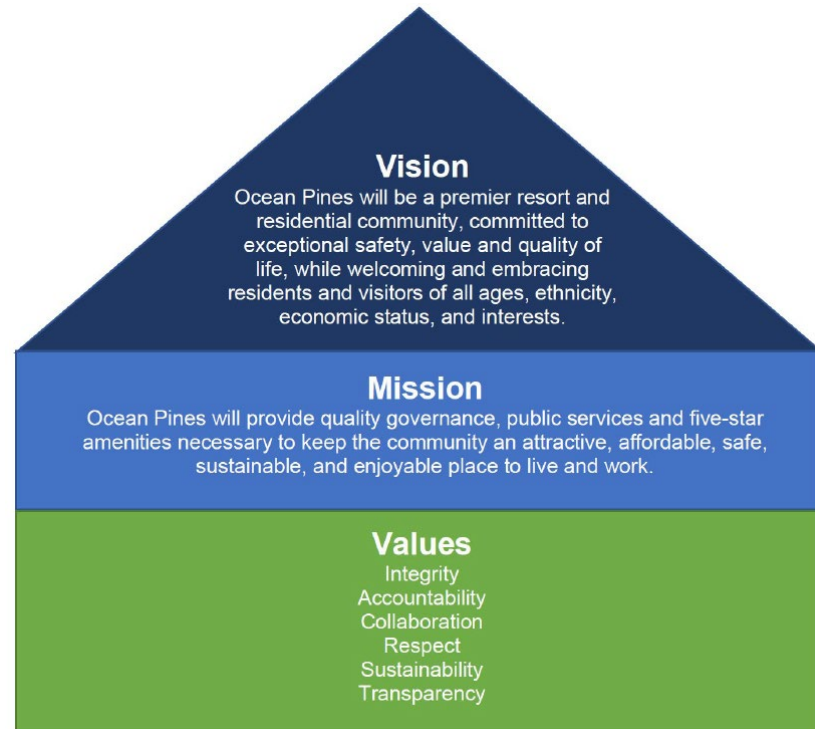 Vision
Ocean Pines will be a premier resort and
residential community, committed to
exceptional safety, value and quality of
life, while welcoming and embracing
residents and visitors of all ages, ethnicity,
economic status, and interests.
Mission
Ocean Pines will provide quality governance, public services and five-star
amenities necessary to keep the community an attractive, affordable, safe,
sustainable, and enjoyable place to live and work.
Values
Integrity
Accountability
Collaboration
Respect
Sustainability
Transparency